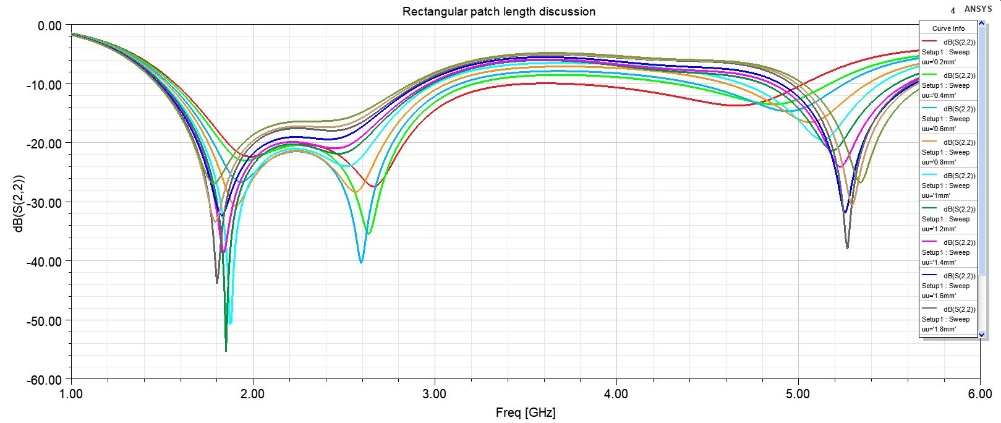 Rectangular patch length discussion
4 ANSYS
0.00
-10.00
-20.00
-30.00
-40.00
-50.00
-60.00
dB(S(2,2))
1.00 2.00 3.00 4.00 5.00 6.00
Freq [GHz]
Curve Info
dB(S(2,2))
Setup1 : Sweep
uu='0.2mm'
dB(S(2,2))
Setup1 : Sweep
uu='0.4mm'
dB(S(2,2))
Setup1 : Sweep
uu='0.6mm'
dB(S(2,2))
Setup1 : Sweep
uu='0.8mm'
dB(S(2,2))
Setup1 : Sweep
uu='1mm'
dB(S(2,2))
Setup1 : Sweep
uu='1.2mm'
dB(S(2,2))
Setup1 : Sweep
uu='1.4mm'
dB(S(2,2))
Setup1 : Sweep
uu='1.6mm'
dB(S(2,2))
Setup1 : Sweep
uu='1.8mm'